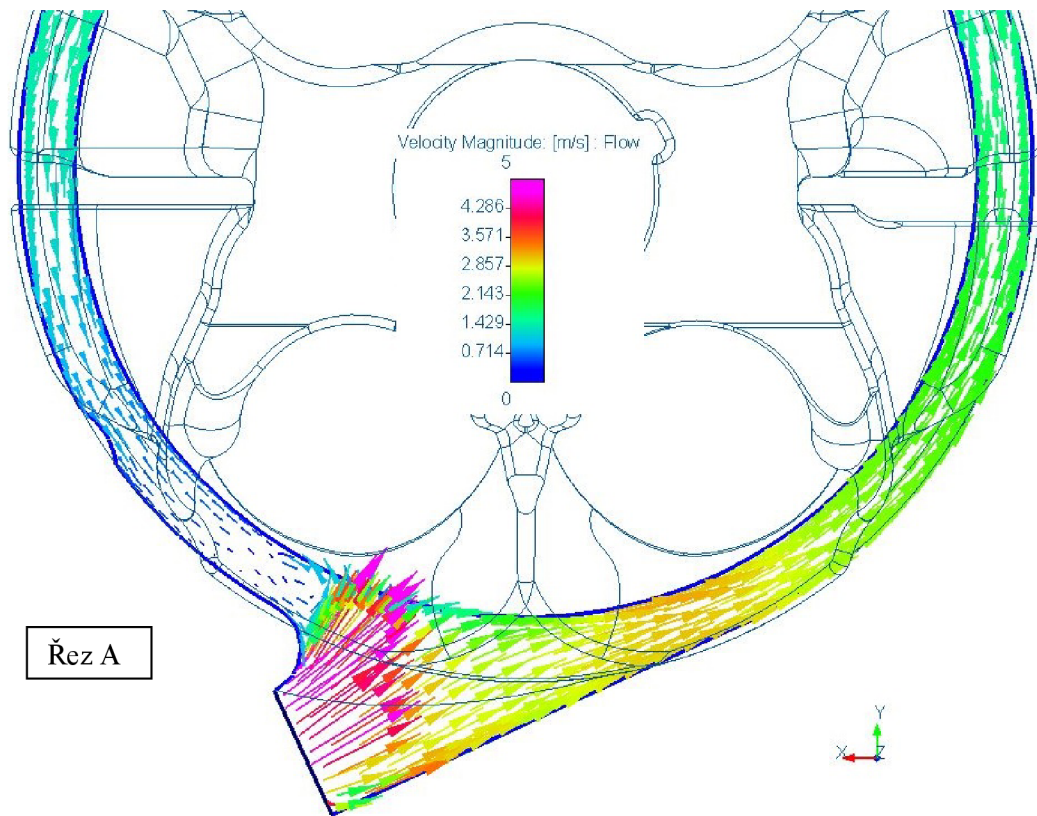 Velocity Magnitude: [m/s] : Flow
5
4.286
3.571
2.857
2.143
1.429
0.714
0
Řez A
Y
X
Z